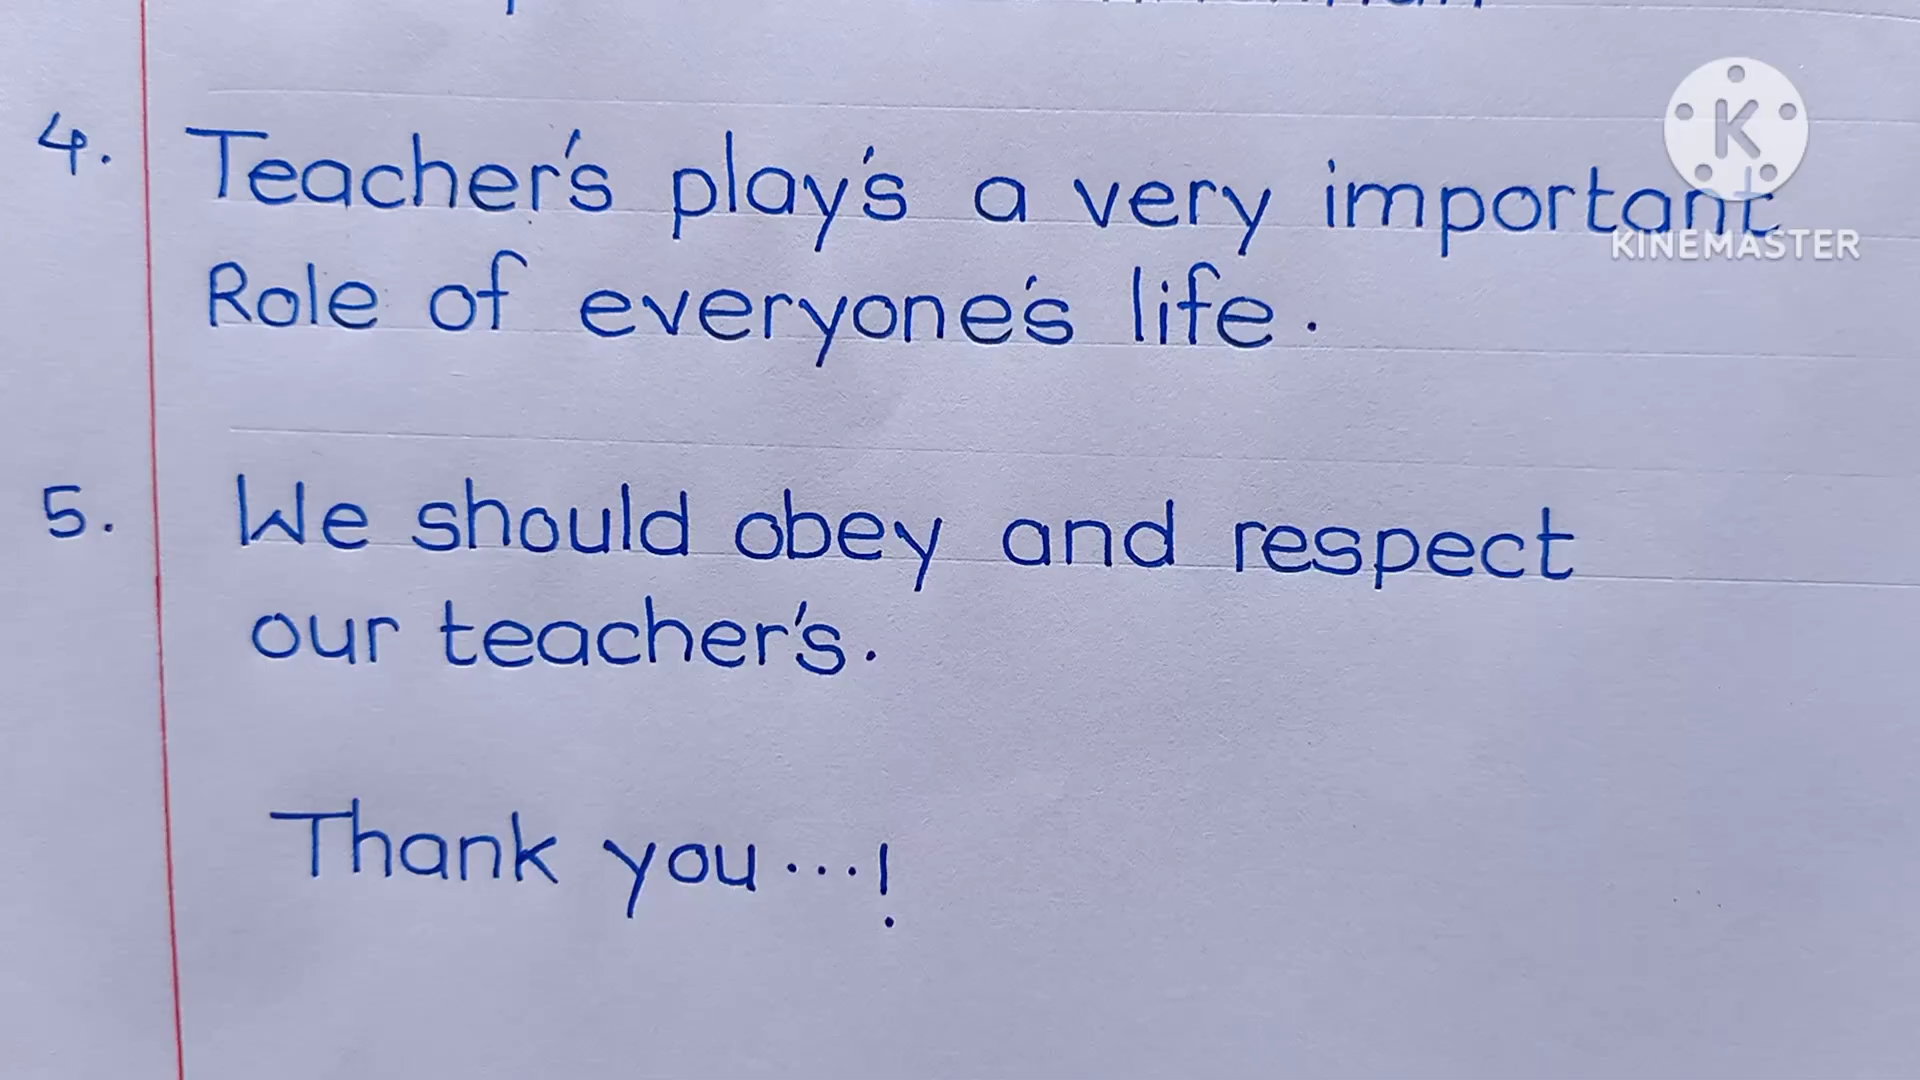 4. Teacher's play's a very important
KINEMASTER
Role of everyone's life.
5. We should obey and respect
our teacher's.
Thank you...!